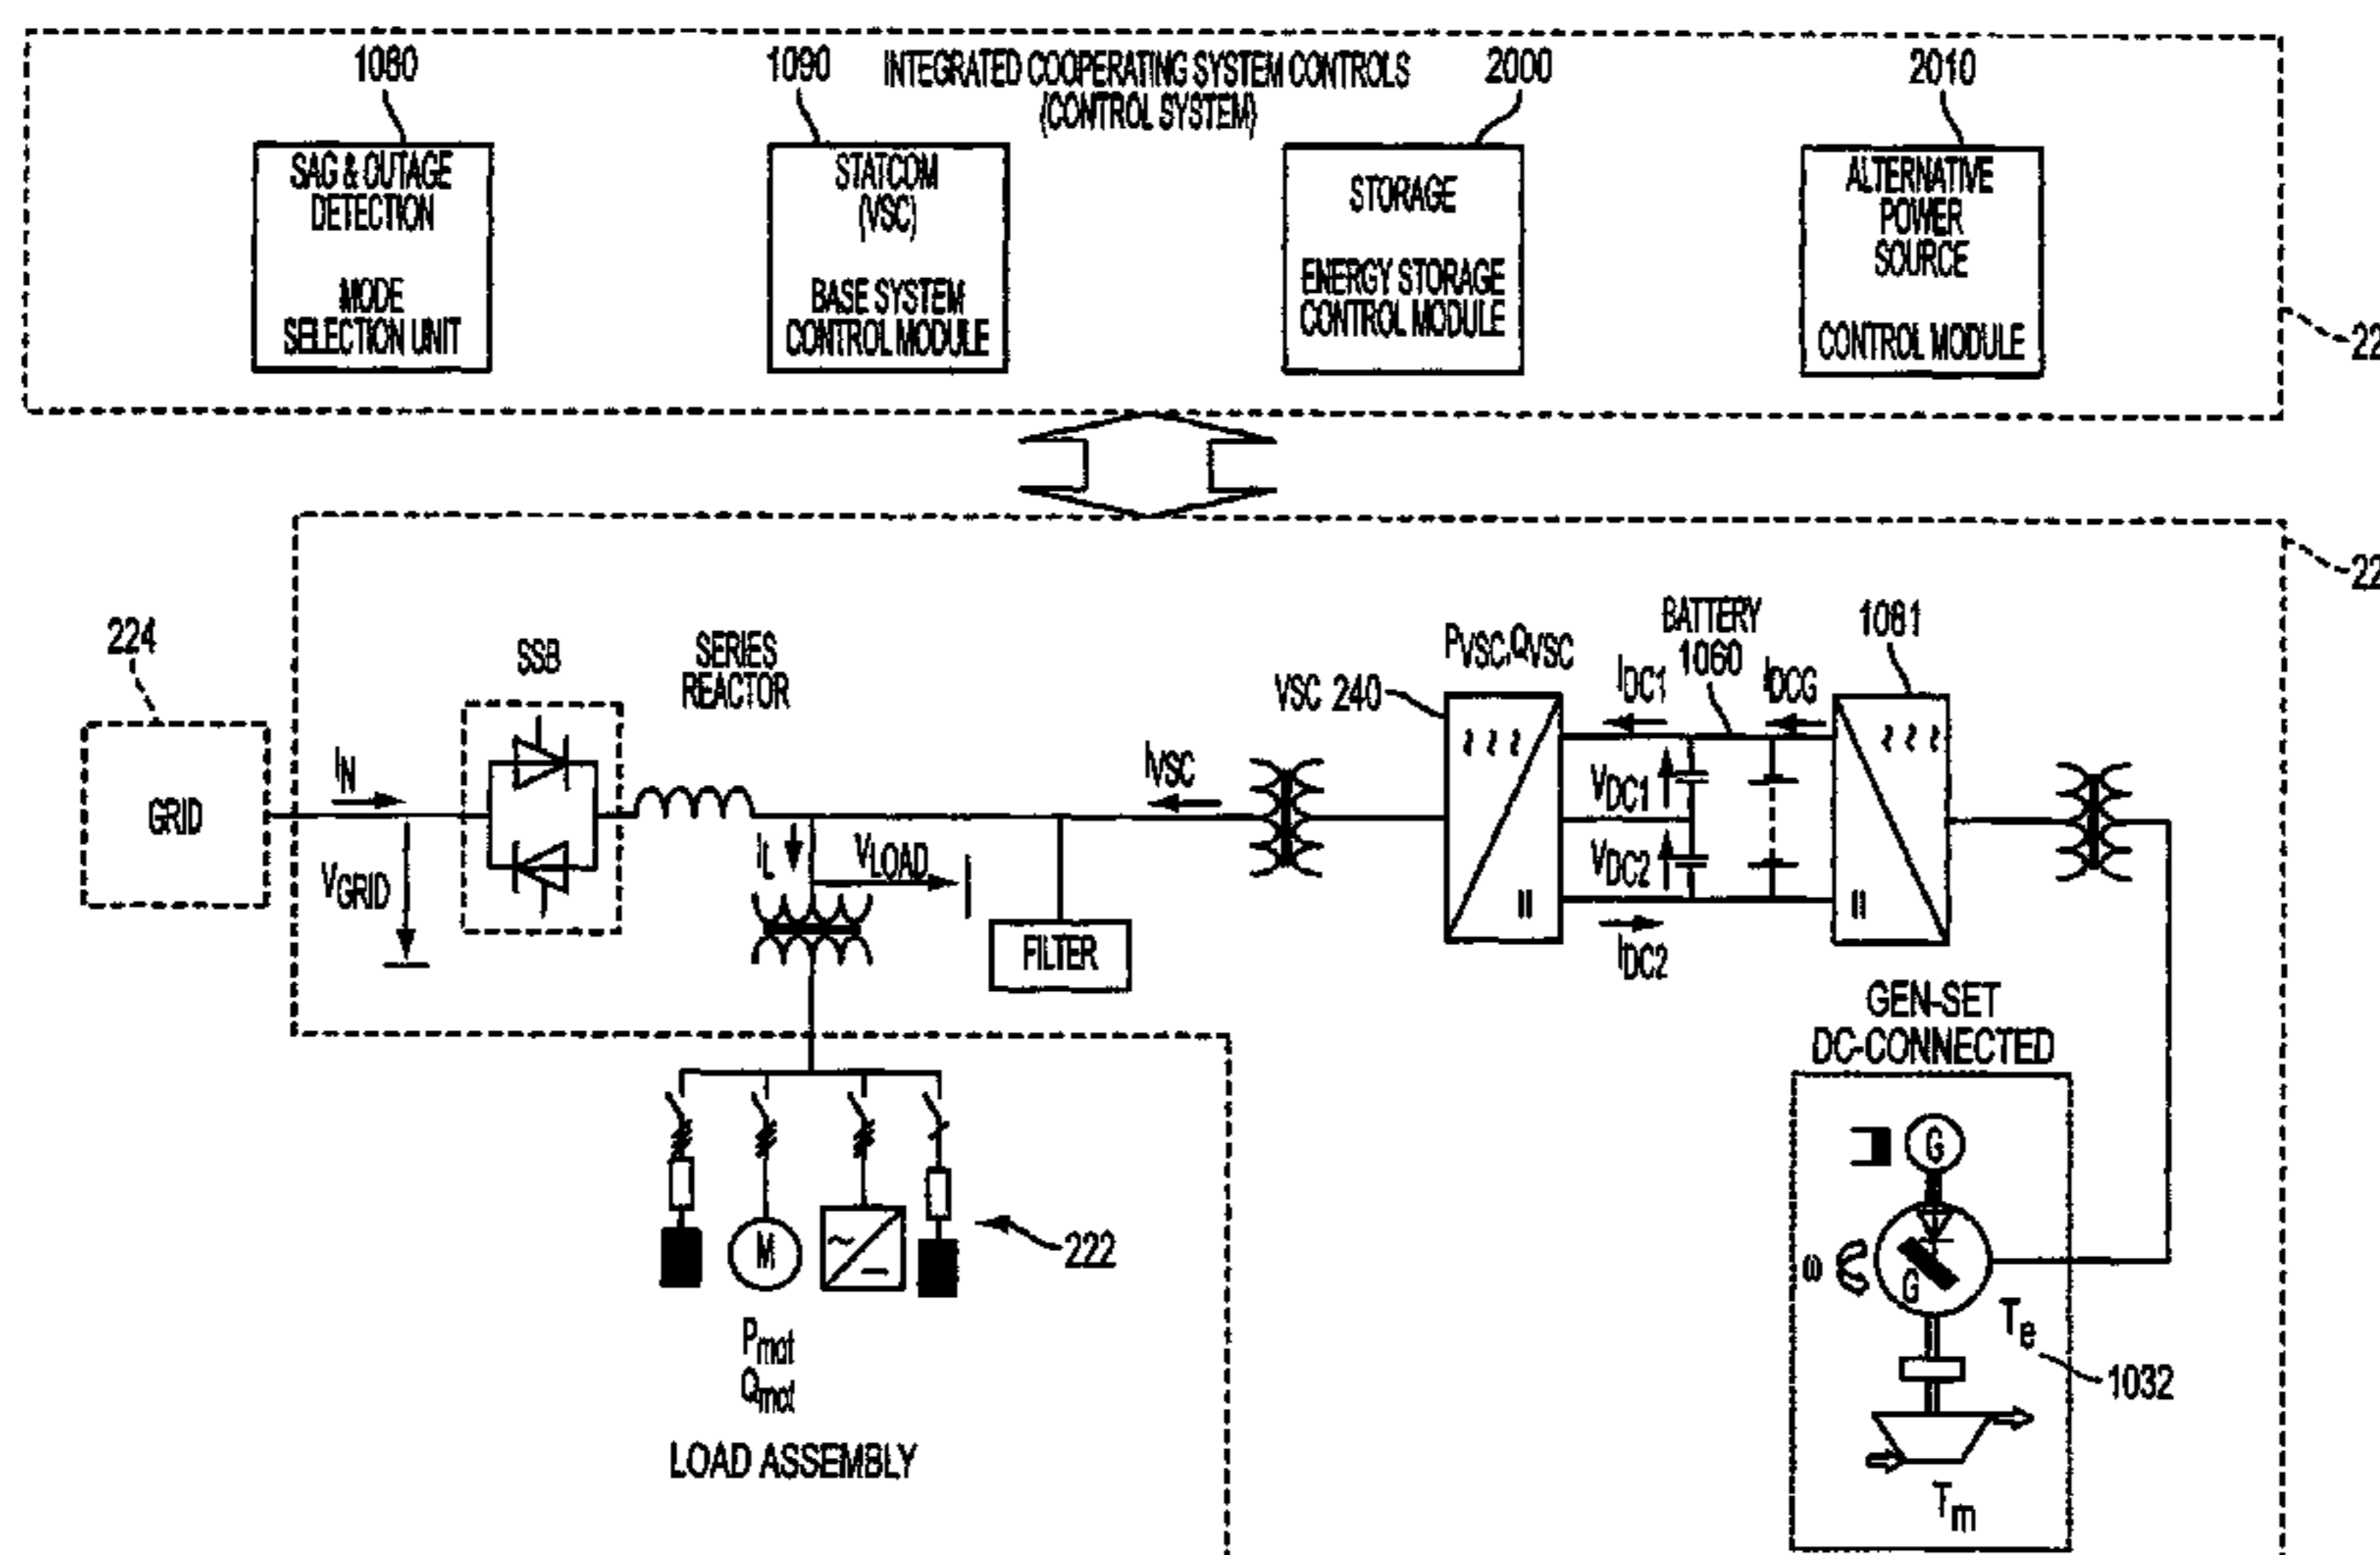 1080
1090
INTEGRATED COOPERATING SYSTEM CONTROLS
(CONTROL SYSTEM)
2000
2010
SAG & OUTAGE
DETECTION
MODE
SELECTION UNIT
STATCOM
(VSC)
BASE SYSTEM
CONTROL MODULE
STORAGE
ENERGY STORAGE
CONTROL MODULE
ALTERNATIVE
POWER
SOURCE
CONTROL MODULE
22
22
224
GRID
IN
VGRID
SSB
SERIES
REACTOR
IL
VLOAD
FILTER
IVSC
VSC 240
PVSC,QVSC
IDC1
BATTERY
1060
IDCG
1081
VDC1
VDC2
IDC2
~ ~ ~
=
~ ~ ~
=
GEN-SET
DC-CONNECTED
G
G
ω
Te
1032
Tm
M
~
–
222
Pmot
Qmot
LOAD ASSEMBLY